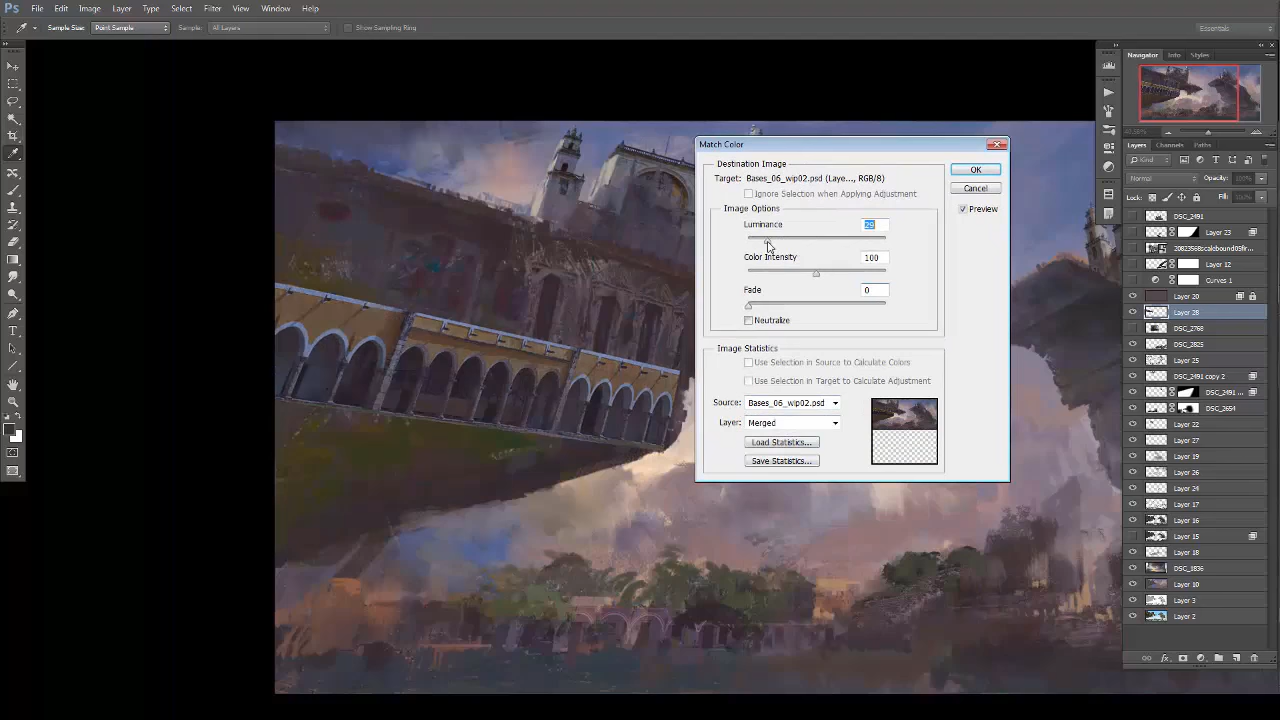 Ps File Edit Image Layer Type Select Filter View Window Help
Sample Size: Point Sample Sample: All Layers Show Sampling Ring Essentials
Navigator Info Styles
Layers Channels Paths
Kind
Normal Opacity: 100%
Lock: Fill: 100%
DSC_2491
Layer 23
20823568scalebound05fir...
Layer 12
Curves 1
Layer 20
Layer 28
DSC_2768
DSC_2825
Layer 25
DSC_2491 copy 2
DSC_2491 ...
DSC_2654
Layer 22
Layer 27
Layer 19
Layer 26
Layer 24
Layer 17
Layer 16
Layer 15
Layer 18
DSC_1836
Layer 10
Layer 3
Layer 2
Match Color
Destination Image
Target: Bases_06_wip02.psd (Laye..., RGB/8)
Ignore Selection when Applying Adjustment
Image Options
Luminance 29
Color Intensity 100
Fade 0
Neutralize
OK
Cancel
Preview
Image Statistics
Use Selection in Source to Calculate Colors
Use Selection in Target to Calculate Adjustment
Source: Bases_06_wip02.psd
Layer: Merged
Load Statistics...
Save Statistics...